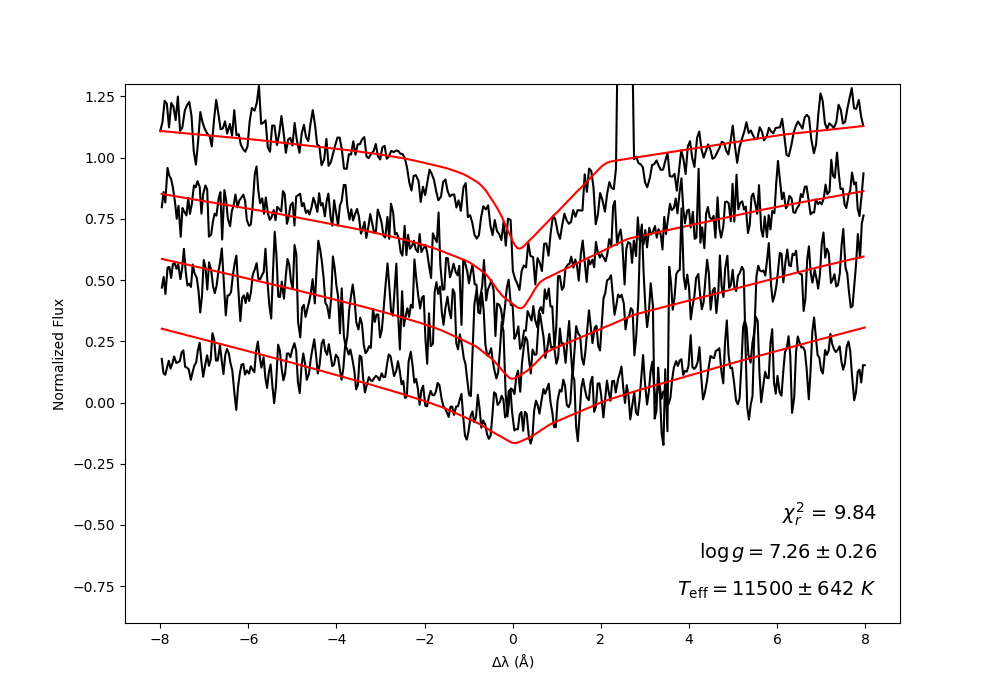 1.25
1.00
0.75
0.50
0.25
0.00
−0.25
−0.50
−0.75
Normalized Flux
χ²ᵣ = 9.84
log g = 7.26 ± 0.26
T_eff = 11500 ± 642 K
−8 −6 −4 −2 0 2 4 6 8
Δλ (Å)